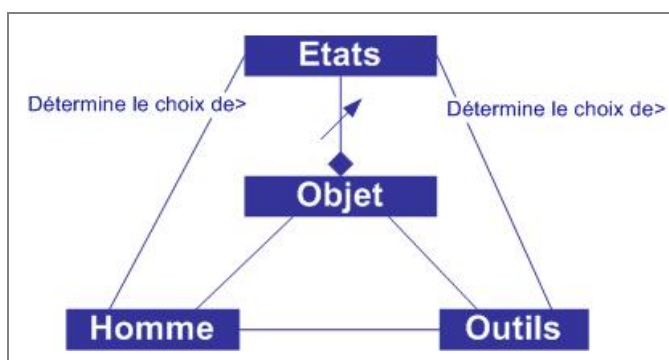 Etats
Détermine le choix de>
Détermine le choix de>
Objet
Homme
Outils